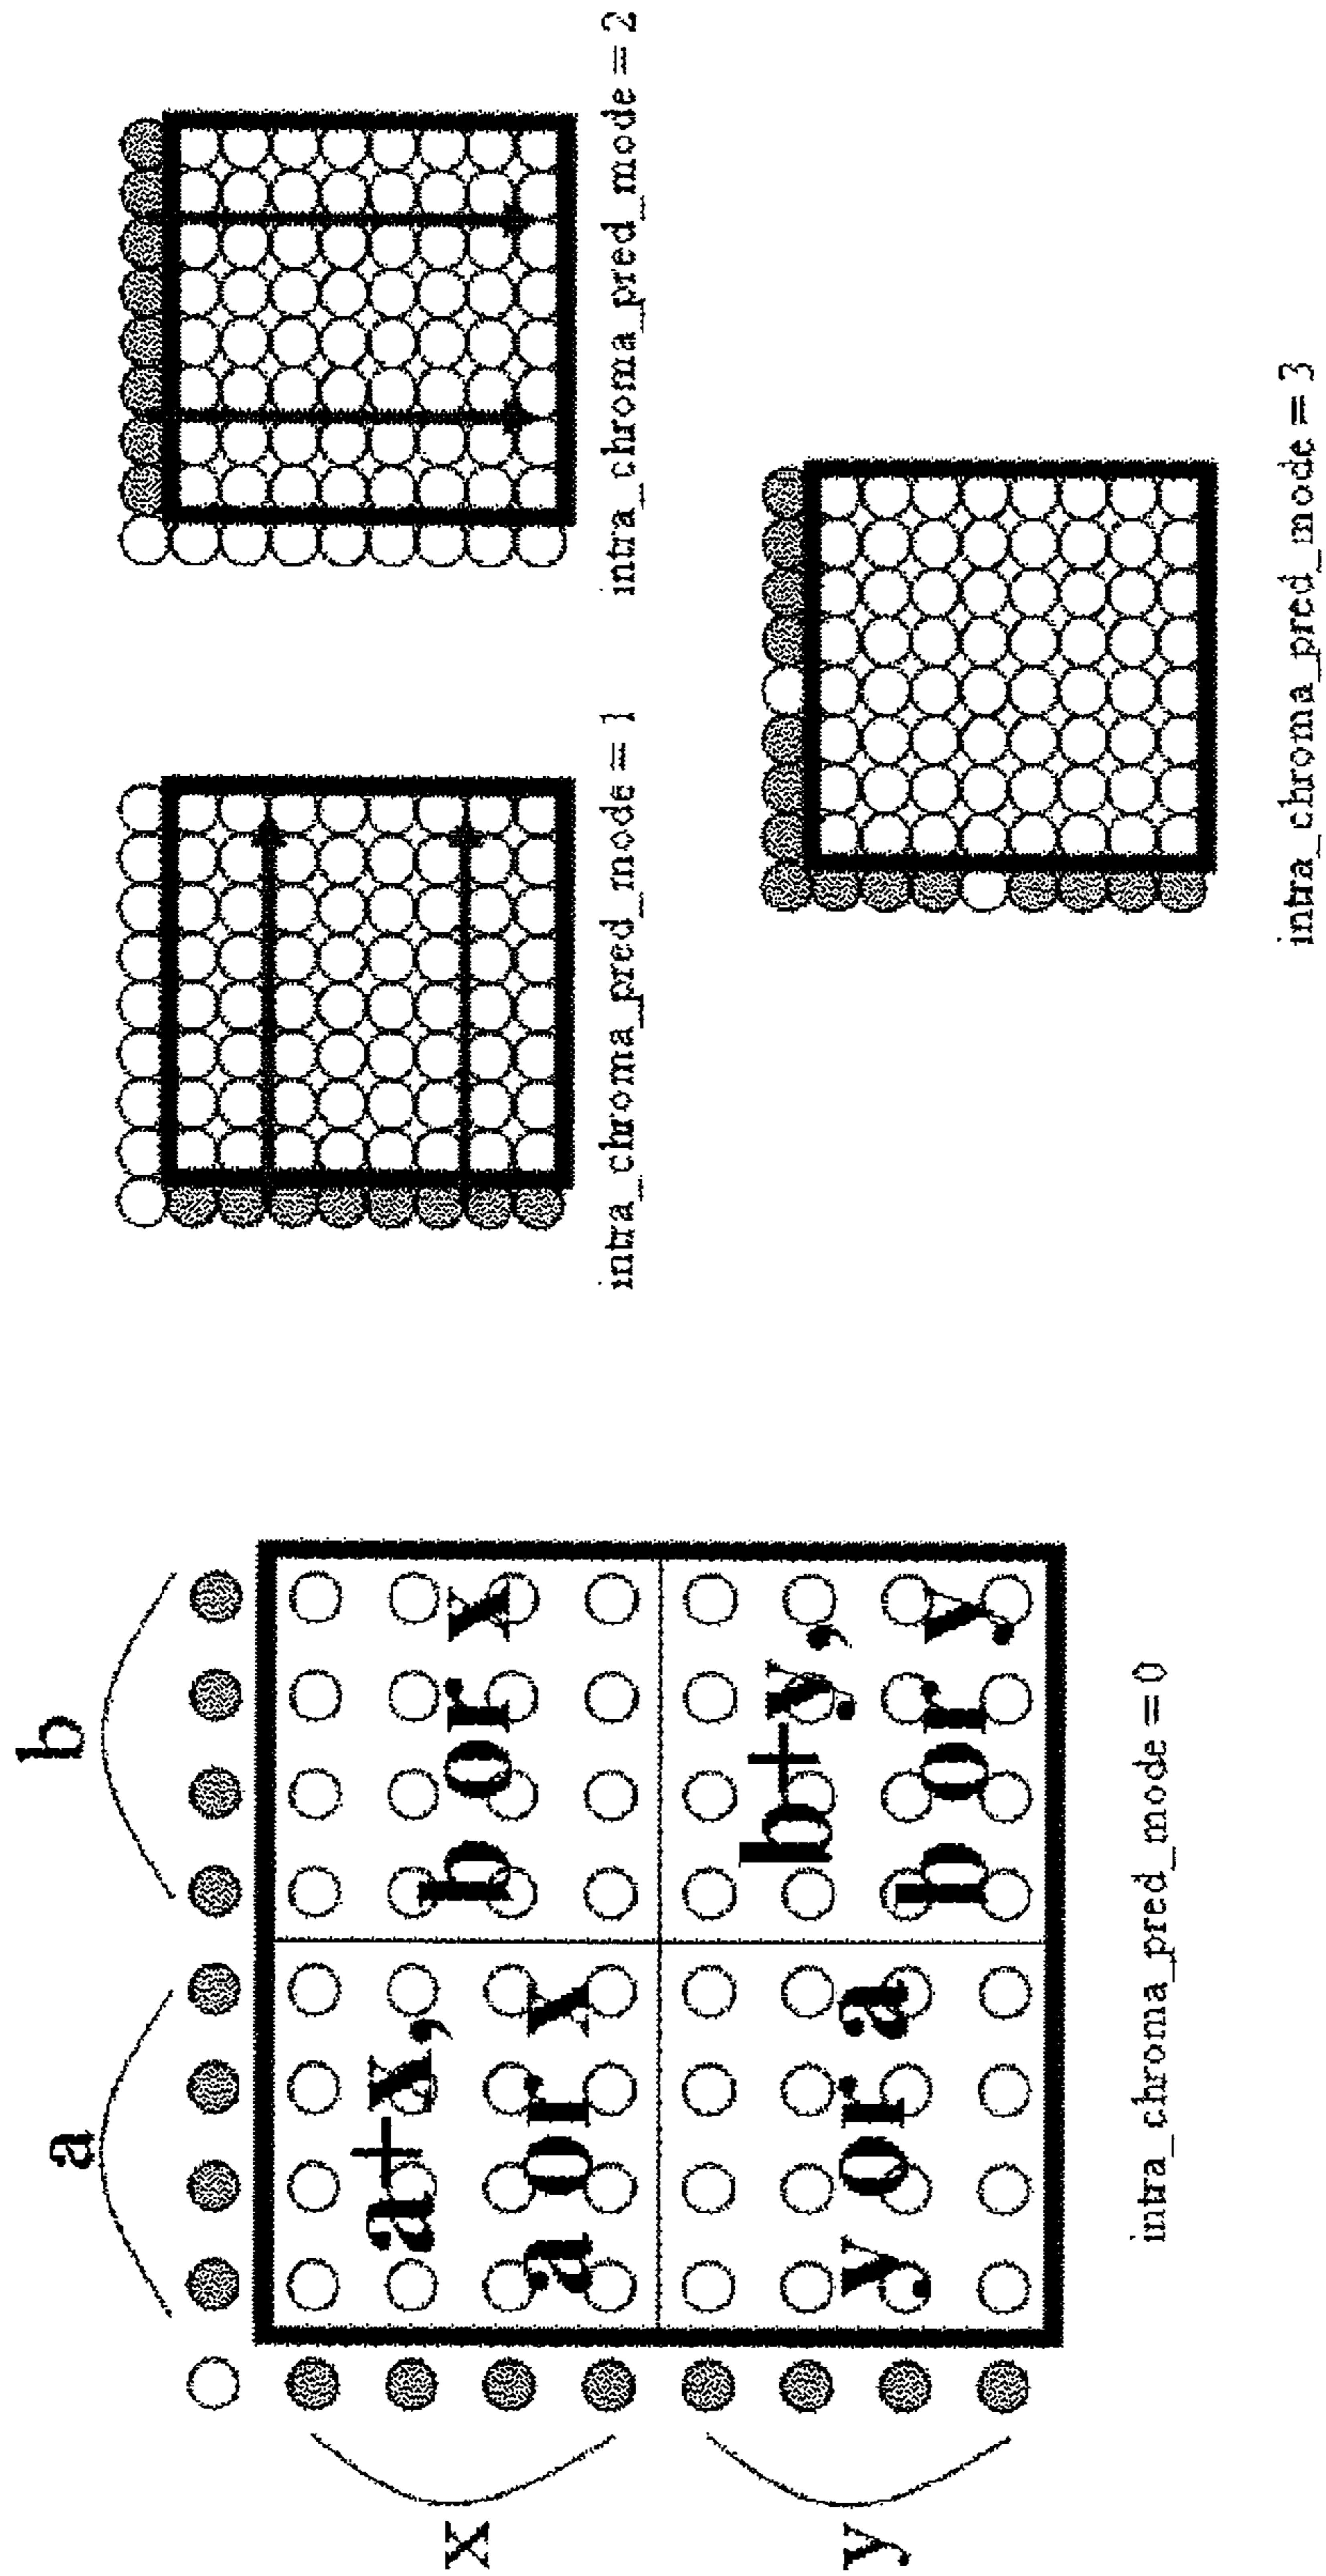 a
b
x
y
a+x,
a or x
b or x
y or a
b+y,
b or y
intra_chroma_pred_mode = 0
intra_chroma_pred_mode = 1
intra_chroma_pred_mode = 2
intra_chroma_pred_mode = 3